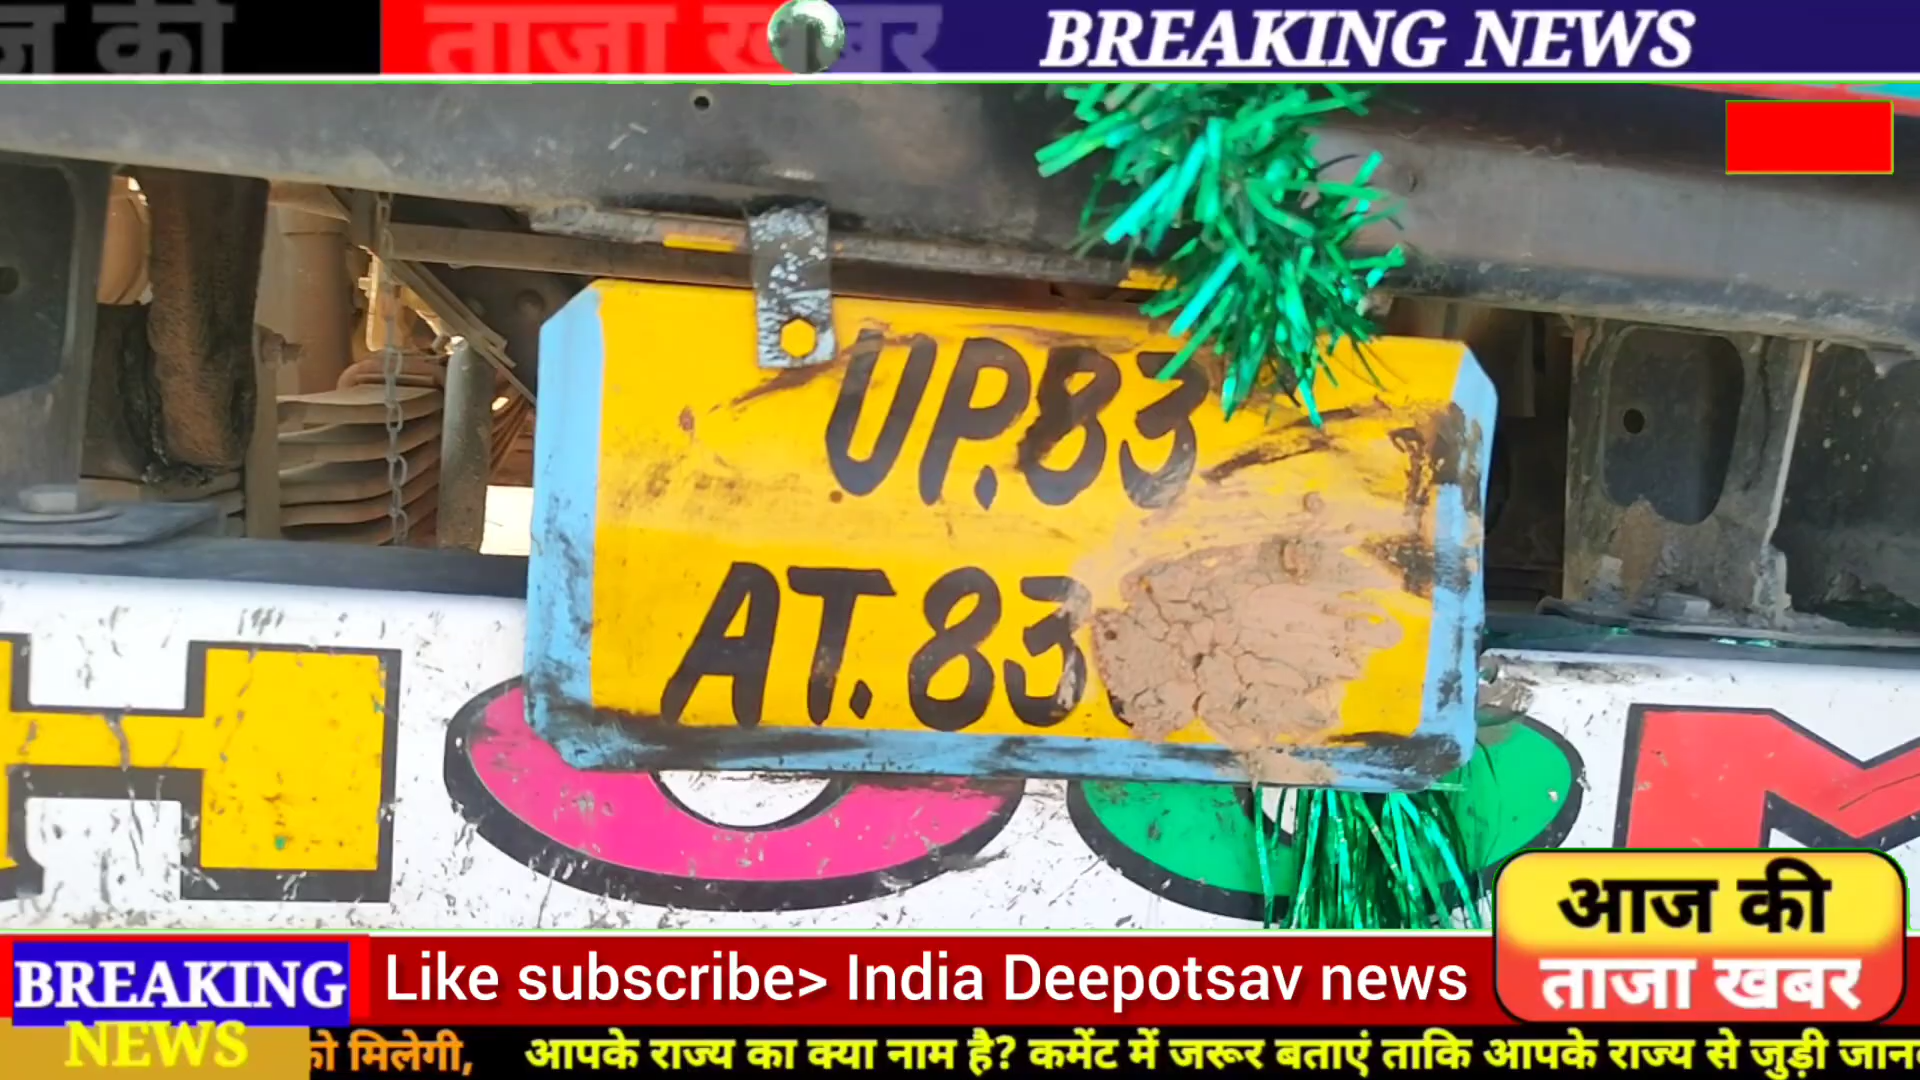 ज की ताजा खबर BREAKING NEWS
UP.83
AT.83
H
M
आज की
ताजा खबर
BREAKING
NEWS
Like subscribe> India Deepotsav news
को मिलेगी, आपके राज्य का क्या नाम है? कमेंट में जरूर बताएं ताकि आपके राज्य से जुड़ी